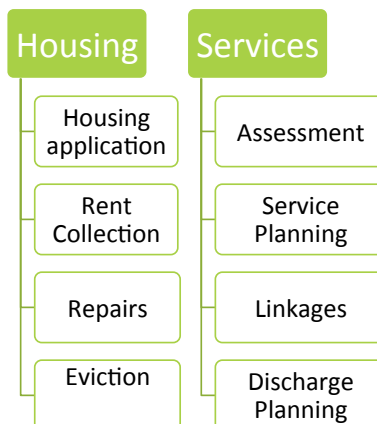 Housing
Housing
application
Rent
Collection
Repairs
Eviction
Services
Assessment
Service
Planning
Linkages
Discharge
Planning